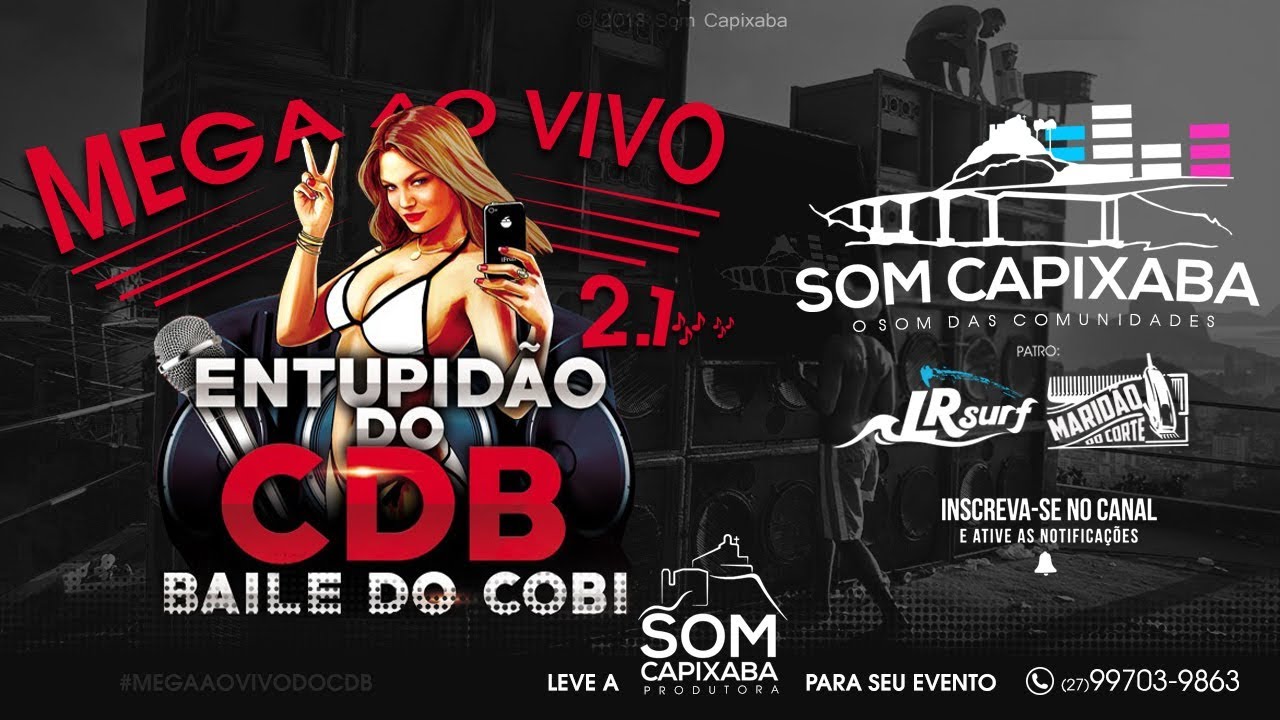 © 2018 Som Capixaba
MEGA AO VIVO
2.1
ENTUPIDÃO
DO
CDB
BAILE DO COBI
SOM CAPIXABA
O SOM DAS COMUNIDADES
PATRO:
LR surf
MARIDÃO
DO CORTE
INSCREVA-SE NO CANAL
E ATIVE AS NOTIFICAÇÕES
#MEGAAOVIVODOCDB
LEVE A
SOM
CAPIXABA
PRODUTORA
PARA SEU EVENTO
(27)99703-9863